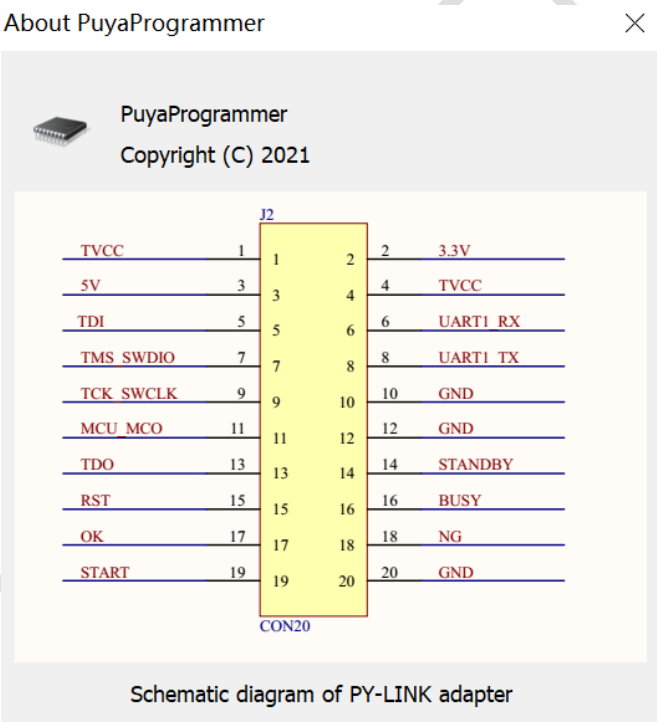 About PuyaProgrammer
PuyaProgrammer
Copyright (C) 2021
J2
TVCC 1 1 2 2 3.3V
5V 3 3 4 4 TVCC
TDI 5 5 6 6 UART1_RX
TMS_SWDIO 7 7 8 8 UART1_TX
TCK_SWCLK 9 9 10 10 GND
MCU_MCO 11 11 12 12 GND
TDO 13 13 14 14 STANDBY
RST 15 15 16 16 BUSY
OK 17 17 18 18 NG
START 19 19 20 20 GND
CON20
Schematic diagram of PY-LINK adapter